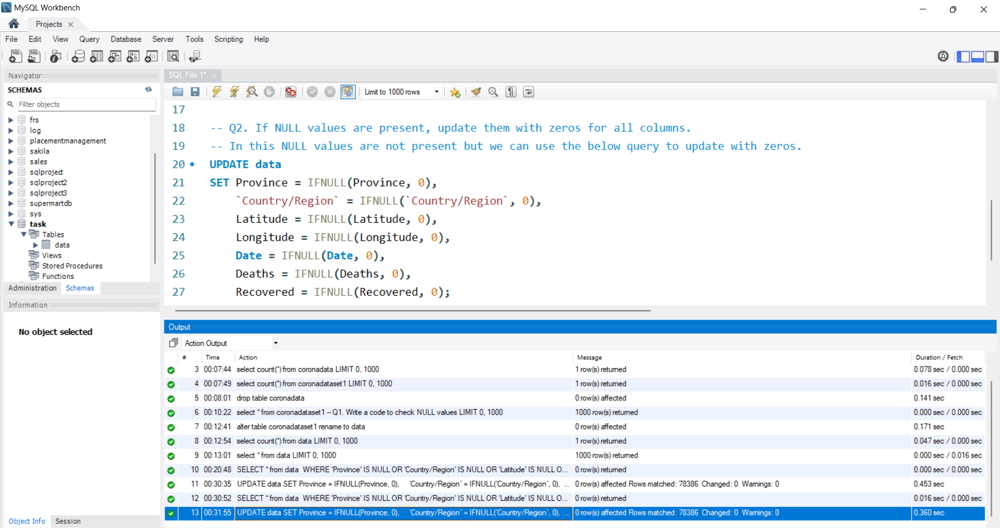 MySQL Workbench
Projects
File Edit View Query Database Server Tools Scripting Help
Navigator
SCHEMAS
Filter objects
frs
log
placementmanagement
sakila
sales
sqlproject
sqlproject2
sqlproject3
supermartdb
sys
task
Tables
data
Views
Stored Procedures
Functions
Administration Schemas
Information
No object selected
Object Info Session
SQL File 1*
Limit to 1000 rows
17
18 -- Q2. If NULL values are present, update them with zeros for all columns.
19 -- In this NULL values are not present but we can use the below query to update with zeros.
20 UPDATE data
21 SET Province = IFNULL(Province, 0),
22 `Country/Region` = IFNULL(`Country/Region`, 0),
23 Latitude = IFNULL(Latitude, 0),
24 Longitude = IFNULL(Longitude, 0),
25 Date = IFNULL(Date, 0),
26 Deaths = IFNULL(Deaths, 0),
27 Recovered = IFNULL(Recovered, 0);
Output
Action Output
# Time Action Message Duration / Fetch
3 00:07:44 select count(*) from coronadata LIMIT 0, 1000 1 row(s) returned 0.078 sec / 0.000 sec
4 00:07:49 select count(*) from coronadataset1 LIMIT 0, 1000 1 row(s) returned 0.016 sec / 0.000 sec
5 00:08:01 drop table coronadata 0 row(s) affected 0.141 sec
6 00:10:22 select * from coronadataset1 -- Q1. Write a code to check NULL values LIMIT 0, 1000 1000 row(s) returned 0.000 sec / 0.000 sec
7 00:12:41 alter table coronadataset1 rename to data 0 row(s) affected 0.171 sec
8 00:12:54 select count(*) from data LIMIT 0, 1000 1 row(s) returned 0.047 sec / 0.000 sec
9 00:13:01 select * from data LIMIT 0, 1000 1000 row(s) returned 0.000 sec / 0.016 sec
10 00:20:48 SELECT * from data WHERE 'Province' IS NULL OR 'Country/Region' IS NULL OR 'Latitude' IS NULL O... 0 row(s) returned 0.000 sec / 0.000 sec
11 00:30:35 UPDATE data SET Province = IFNULL(Province, 0), `Country/Region` = IFNULL(`Country/Region`, 0), ... 0 row(s) affected Rows matched: 78386 Changed: 0 Warnings: 0 0.453 sec
12 00:30:52 SELECT * from data WHERE 'Province' IS NULL OR 'Country/Region' IS NULL OR 'Latitude' IS NULL O... 0 row(s) returned 0.016 sec / 0.000 sec
13 00:31:55 UPDATE data SET Province = IFNULL(Province, 0), `Country/Region` = IFNULL(`Country/Region`, 0), ... 0 row(s) affected Rows matched: 78386 Changed: 0 Warnings: 0 0.360 sec